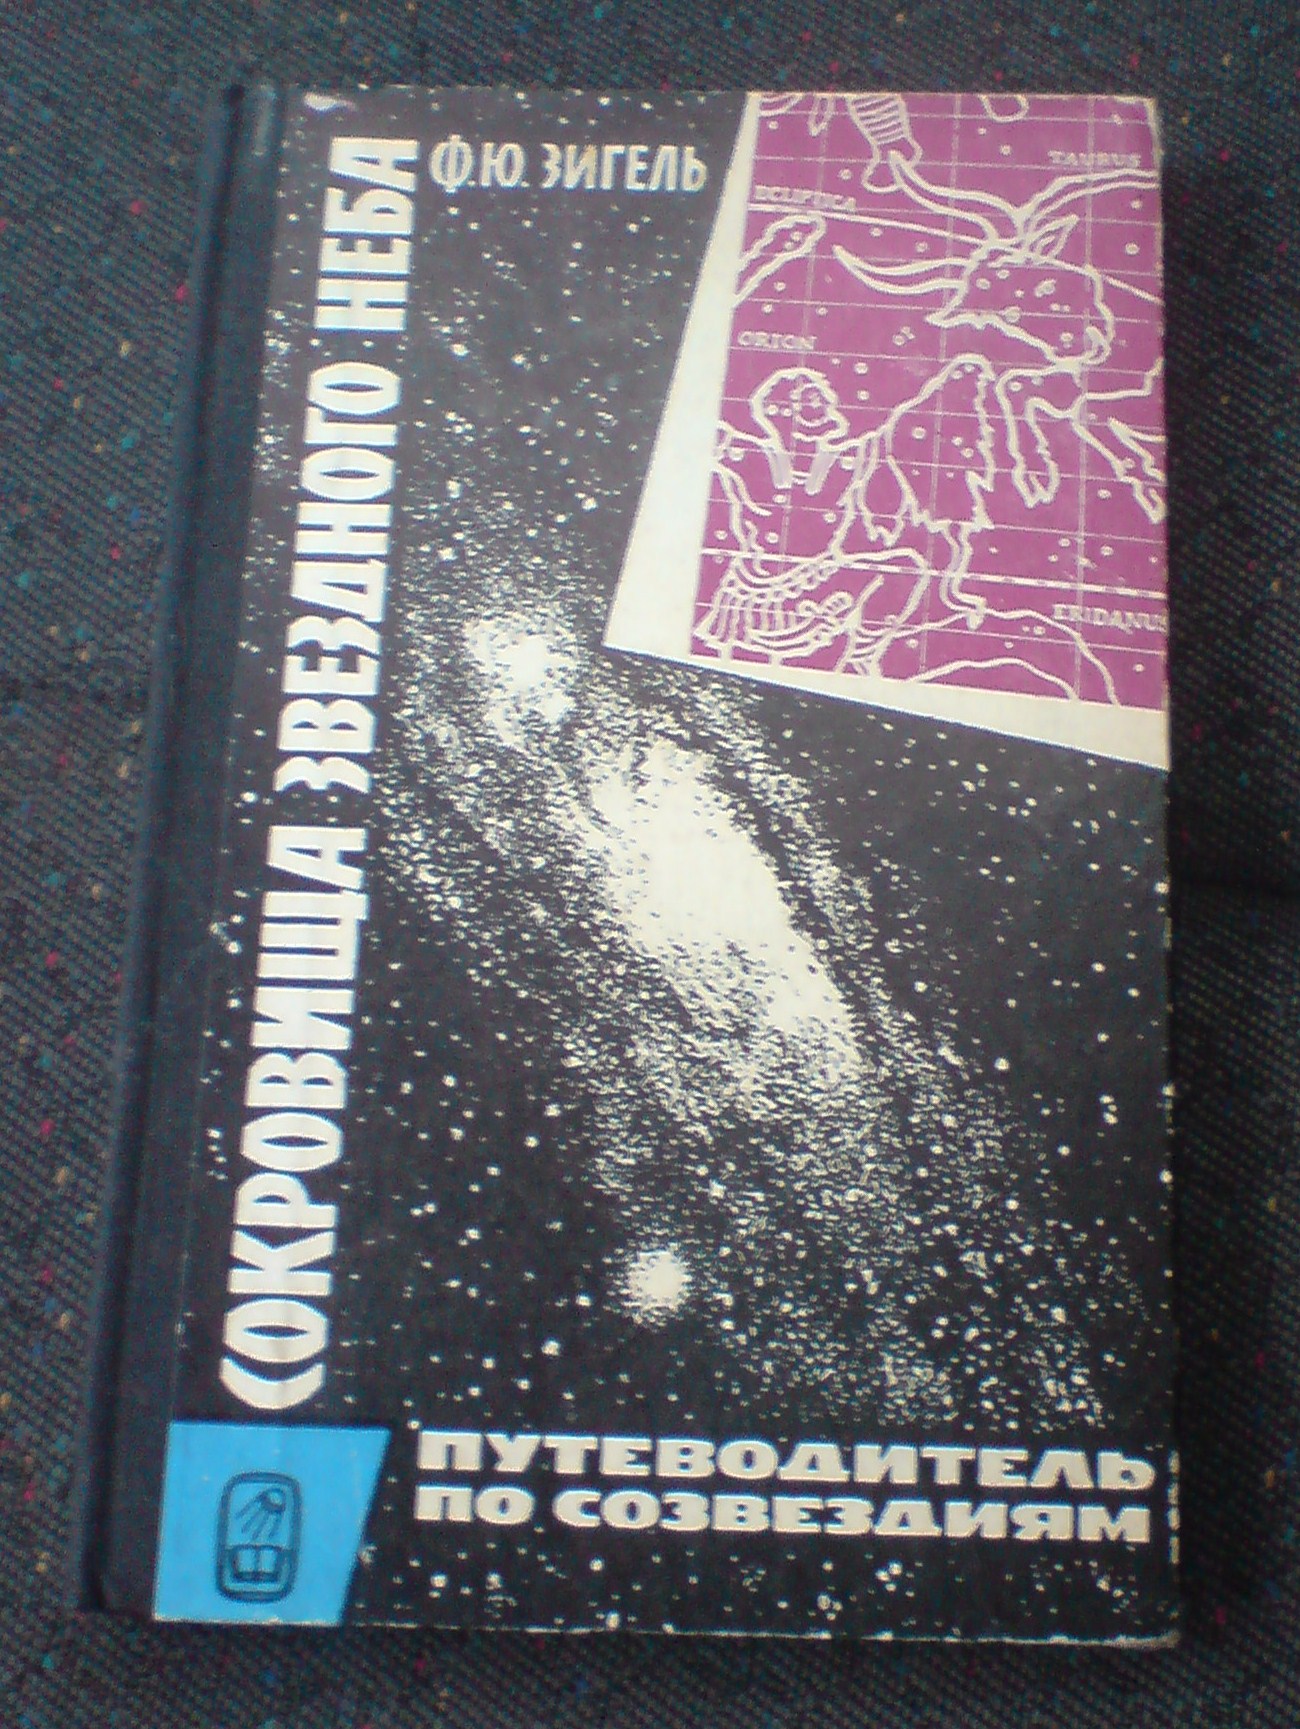 Ф.Ю. ЗИГЕЛЬ
СОКРОВИЩА ЗВЕЗДНОГО НЕБА
TAURUS
ECLIPTICA
ORION
ERIDANUS
ПУТЕВОДИТЕЛЬ
ПО СОЗВЕЗДИЯМ